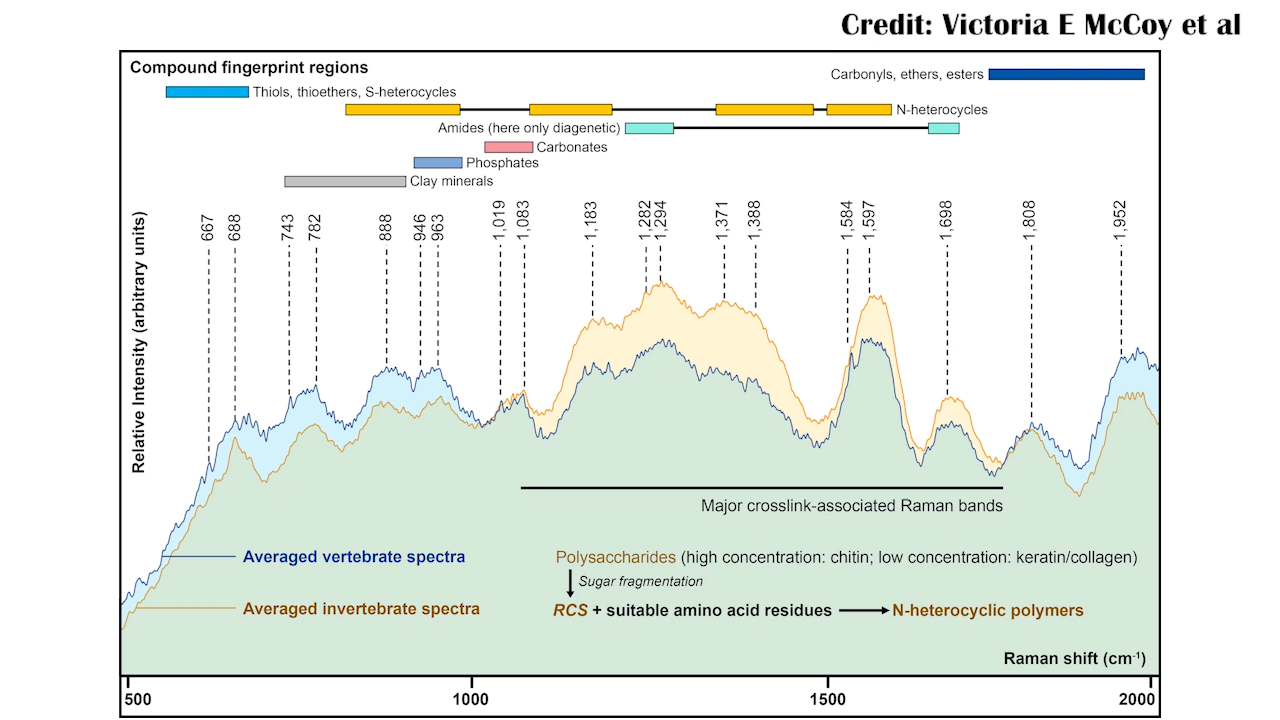 Credit: Victoria E McCoy et al
Compound fingerprint regions
Carbonyls, ethers, esters
Thiols, thioethers, S-heterocycles
N-heterocycles
Amides (here only diagenetic)
Carbonates
Phosphates
Clay minerals
667
688
743
782
888
946
963
1,019
1,083
1,183
1,282
1,294
1,371
1,388
1,584
1,597
1,698
1,808
1,952
Relative Intensity (arbitrary units)
Major crosslink-associated Raman bands
Averaged vertebrate spectra
Polysaccharides (high concentration: chitin; low concentration: keratin/collagen)
Sugar fragmentation
Averaged invertebrate spectra
RCS + suitable amino acid residues
N-heterocyclic polymers
Raman shift (cm⁻¹)
500
1000
1500
2000